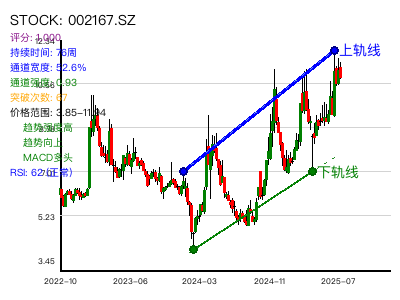 STOCK: 002167.SZ
评分: 1.000
12.34
持续时间: 76周
通道宽度: 52.6%
通道强度: 0.93
突破次数: 67
价格范围: 3.85-11.94
趋势强度高
趋势向上
MACD多头
RSI: 62 (正常)
上轨线
下轨线
5.23
3.45
2022-10
2023-06
2024-03
2024-11
2025-07